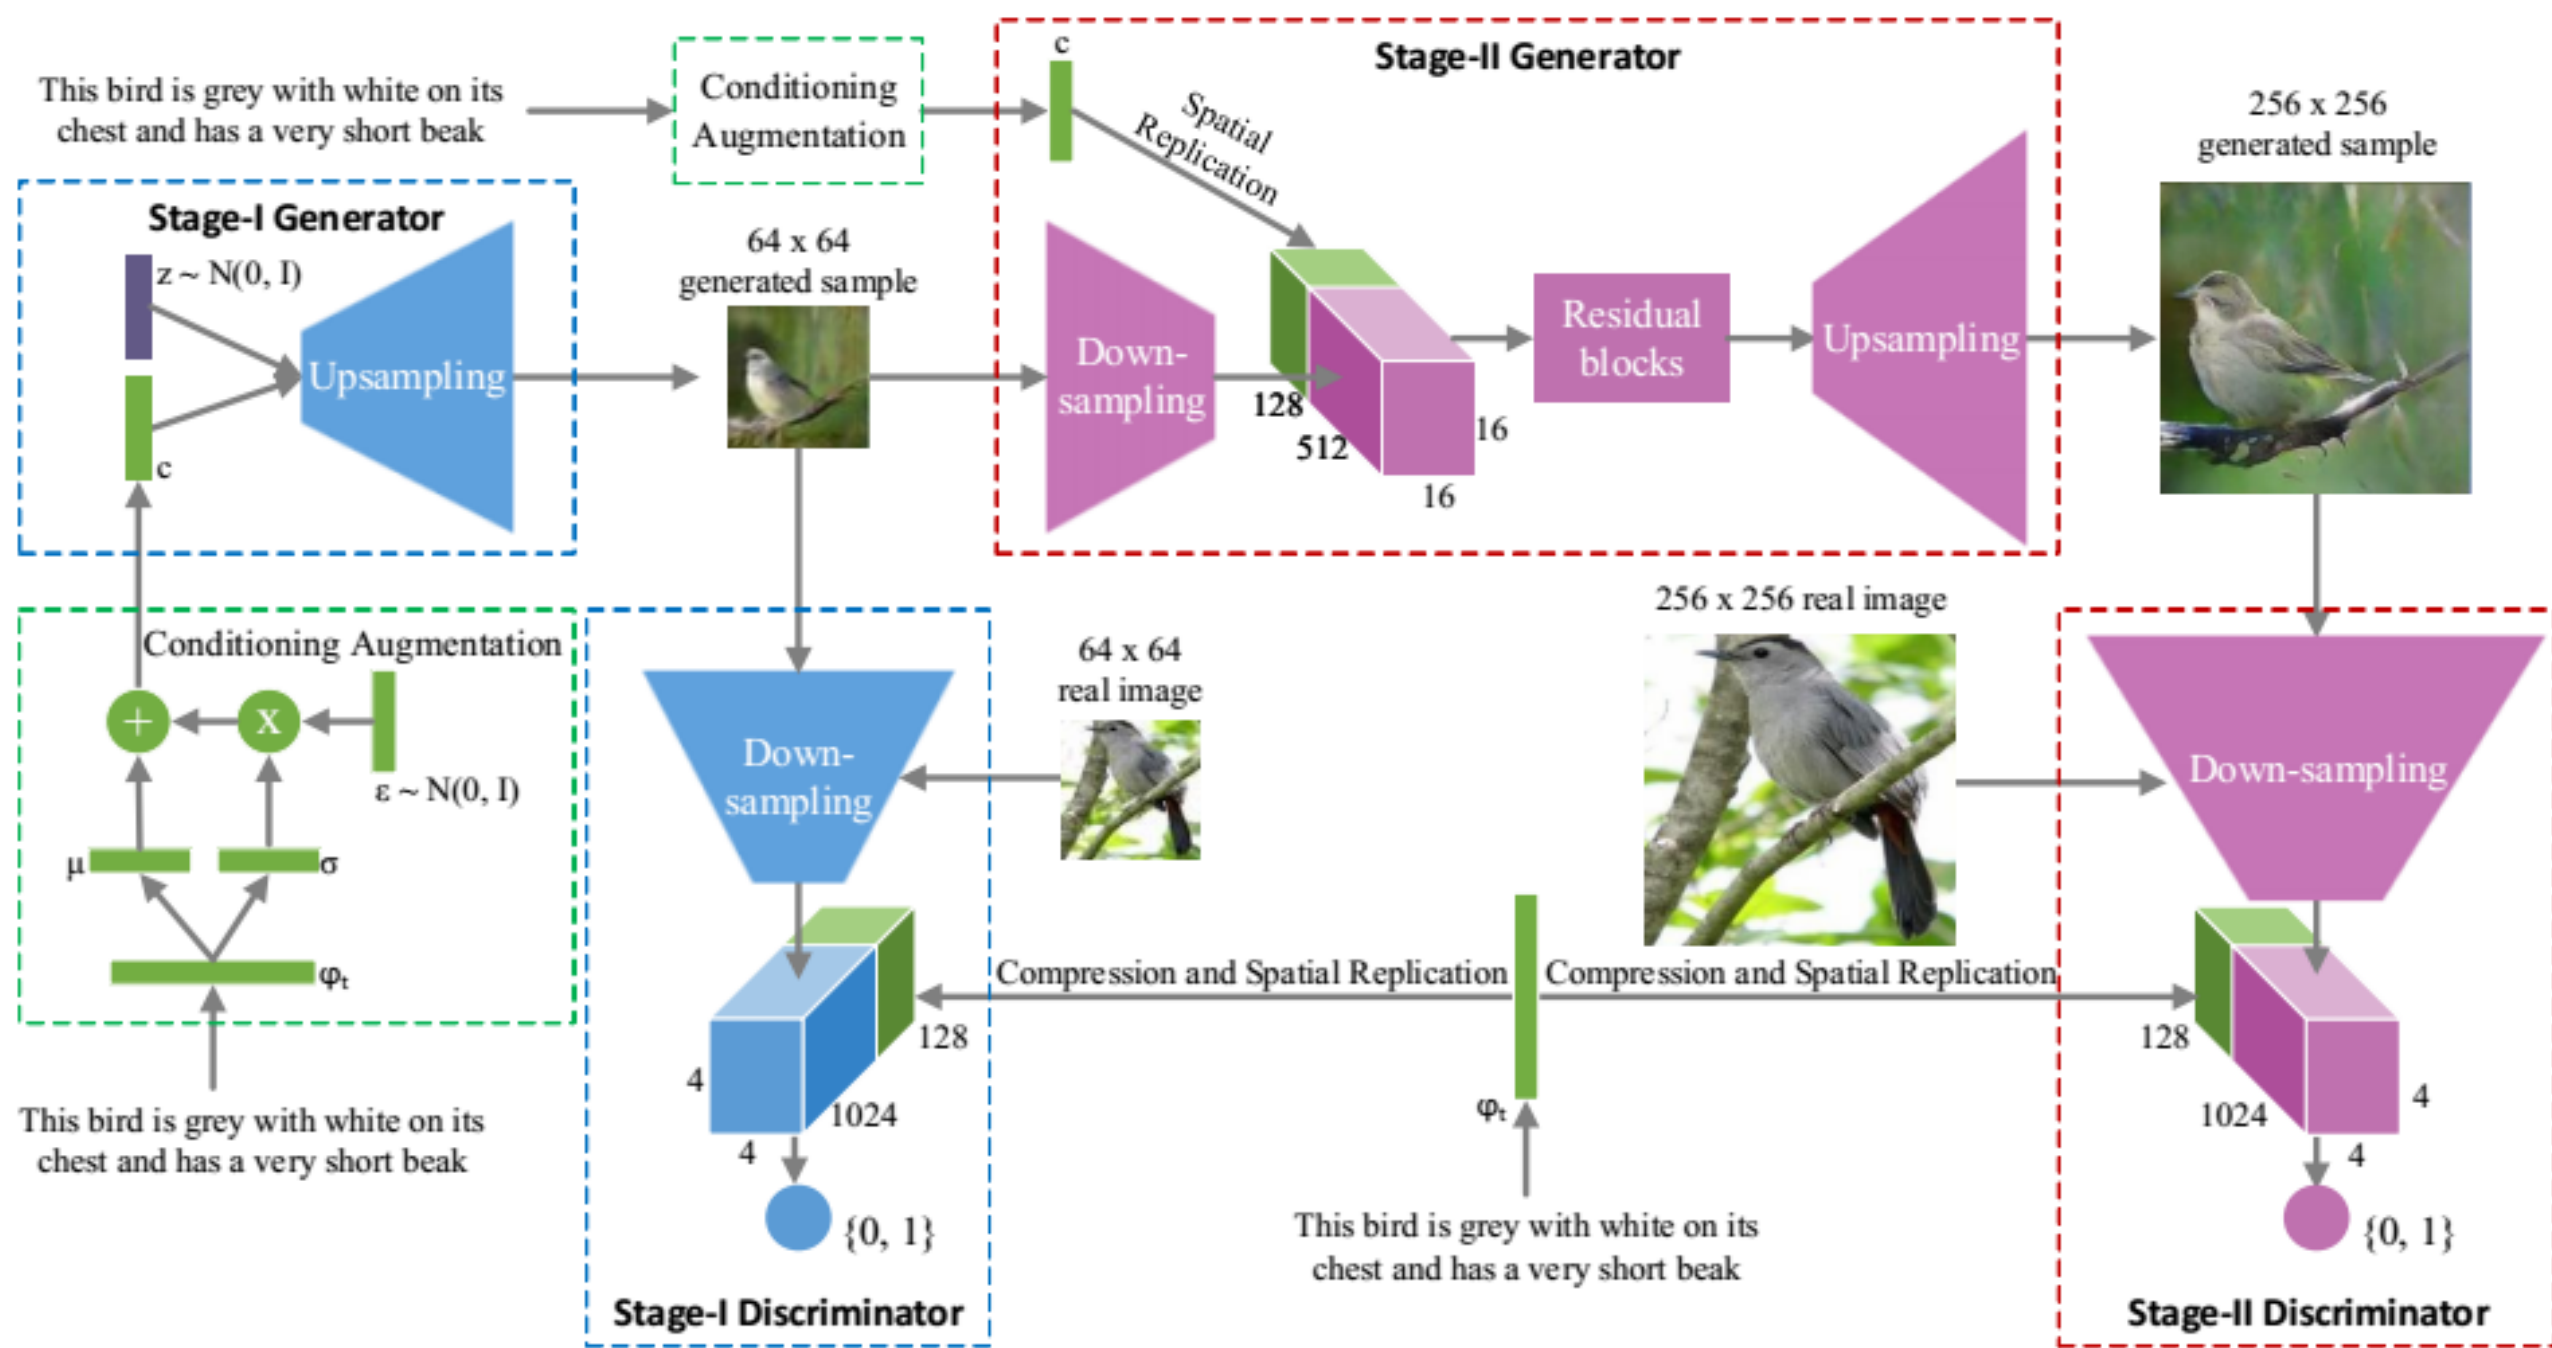 This bird is grey with white on its
chest and has a very short beak
Conditioning
Augmentation
c
Spatial
Replication
Stage-II Generator
256 x 256
generated sample
Stage-I Generator
z ~ N(0, I)
Upsampling
c
64 x 64
generated sample
Down-
sampling
128
512
16
16
Residual
blocks
Upsampling
Conditioning Augmentation
+
x
ε ~ N(0, I)
μ
σ
φt
This bird is grey with white on its
chest and has a very short beak
Down-
sampling
64 x 64
real image
4
4
1024
128
{0, 1}
Stage-I Discriminator
Compression and Spatial Replication
256 x 256 real image
Compression and Spatial Replication
φt
This bird is grey with white on its
chest and has a very short beak
Down-sampling
128
1024
4
4
{0, 1}
Stage-II Discriminator